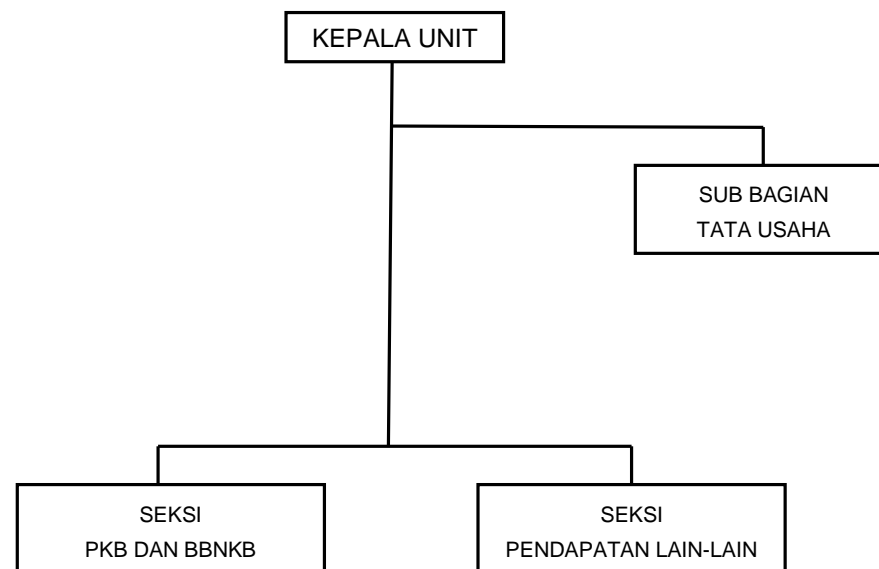 KEPALA UNIT
SUB BAGIAN
TATA USAHA
SEKSI
PKB DAN BBNKB
SEKSI
PENDAPATAN LAIN-LAIN